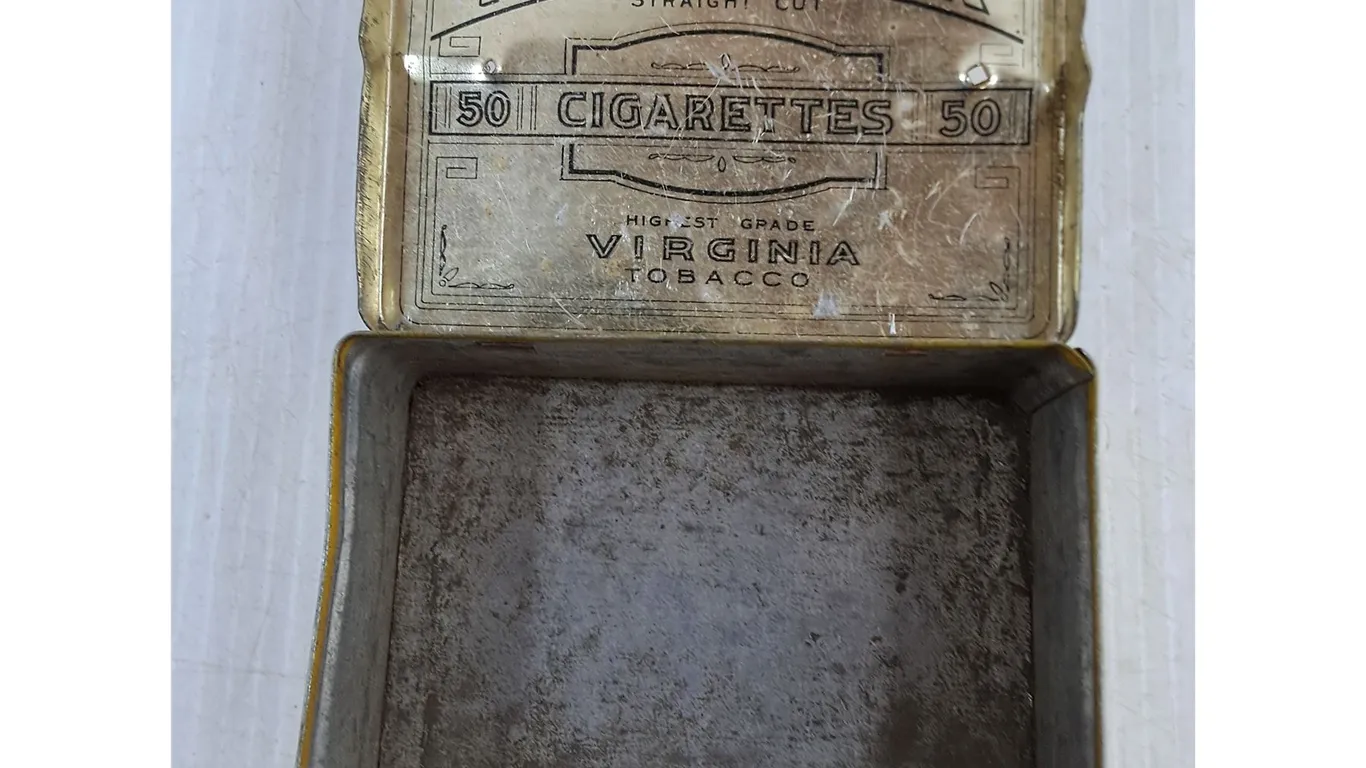 STRAIGHT CUT
50 CIGARETTES 50
HIGHEST GRADE
VIRGINIA
TOBACCO